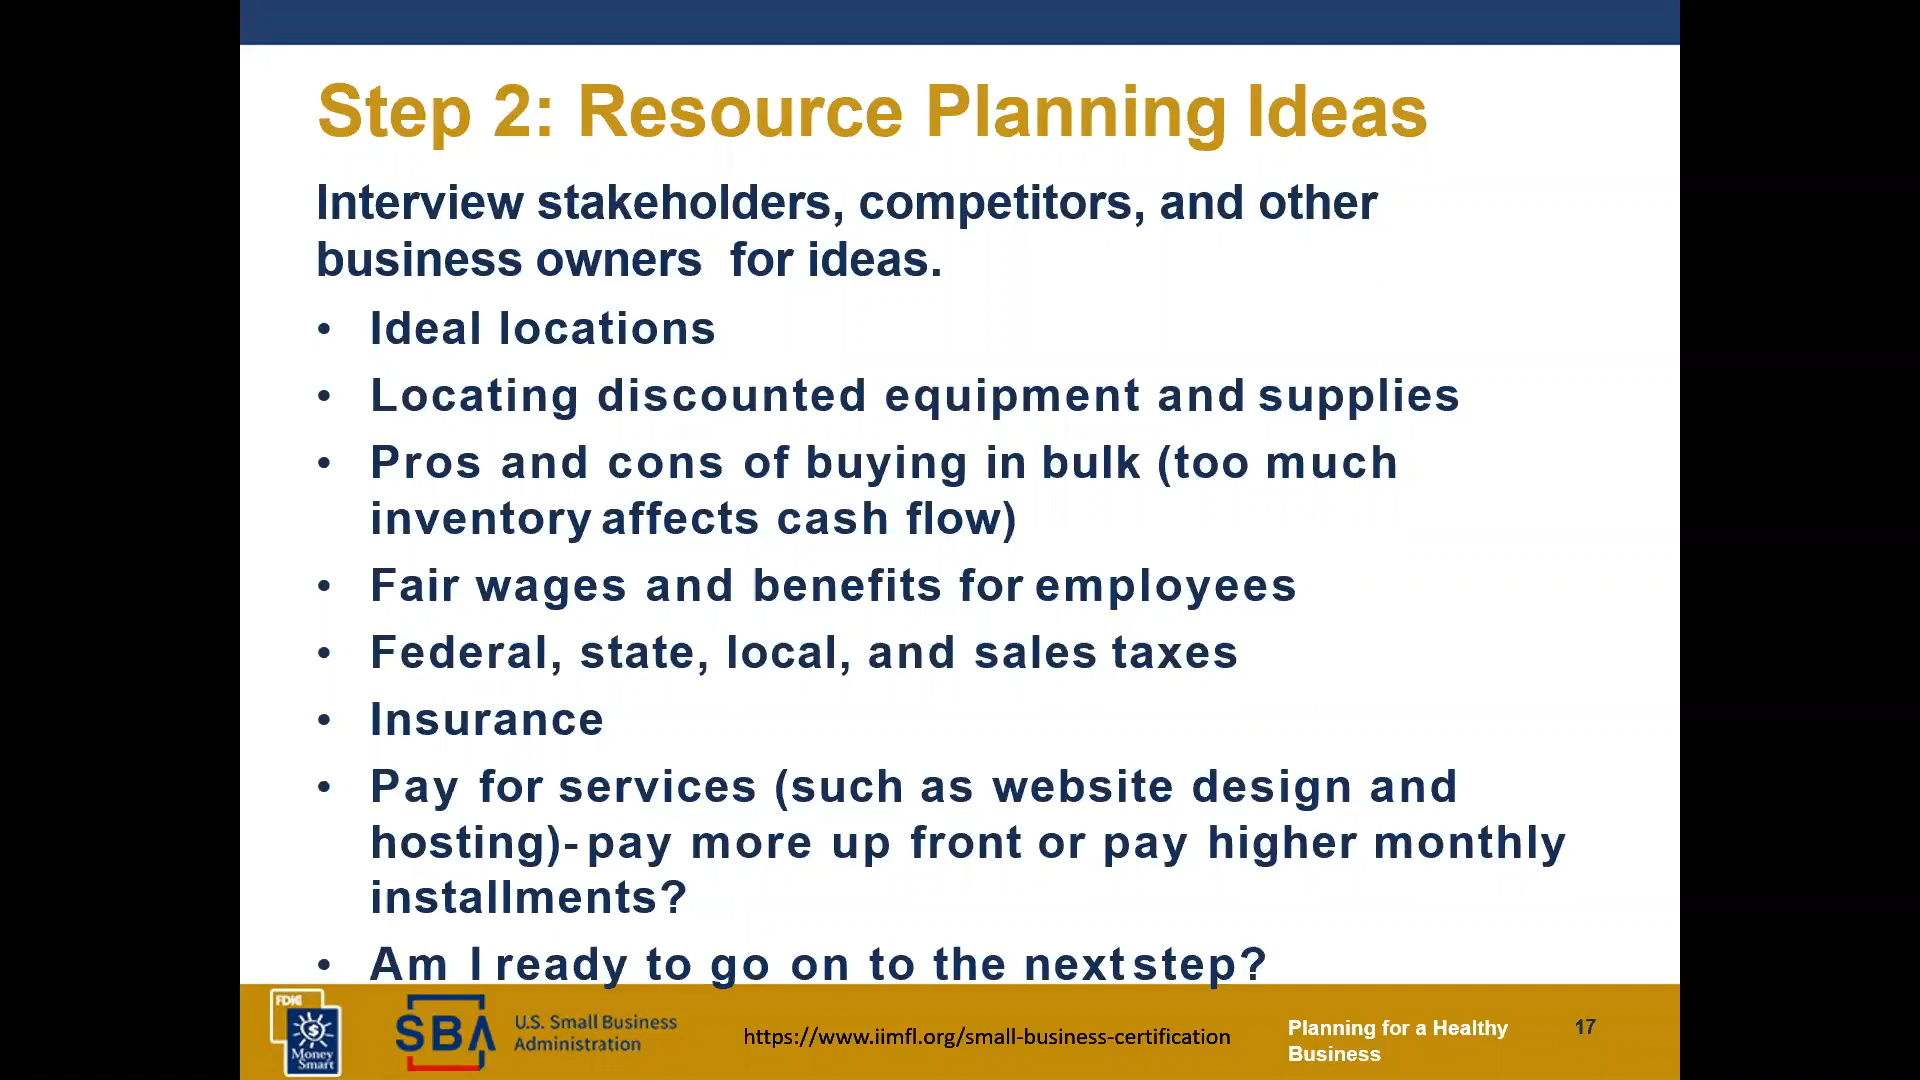 Step 2: Resource Planning Ideas
Interview stakeholders, competitors, and other
business owners  for ideas.
• Ideal locations
• Locating discounted equipment and supplies
• Pros and cons of buying in bulk (too much
inventory affects cash flow)
• Fair wages and benefits for employees
• Federal, state, local, and sales taxes
• Insurance
• Pay for services (such as website design and
hosting)- pay more up front or pay higher monthly
installments?
• Am I ready to go on to the next step?
FDIC
Money
Smart
SBA
U.S. Small Business
Administration
https://www.iimfl.org/small-business-certification
Planning for a Healthy
Business
17